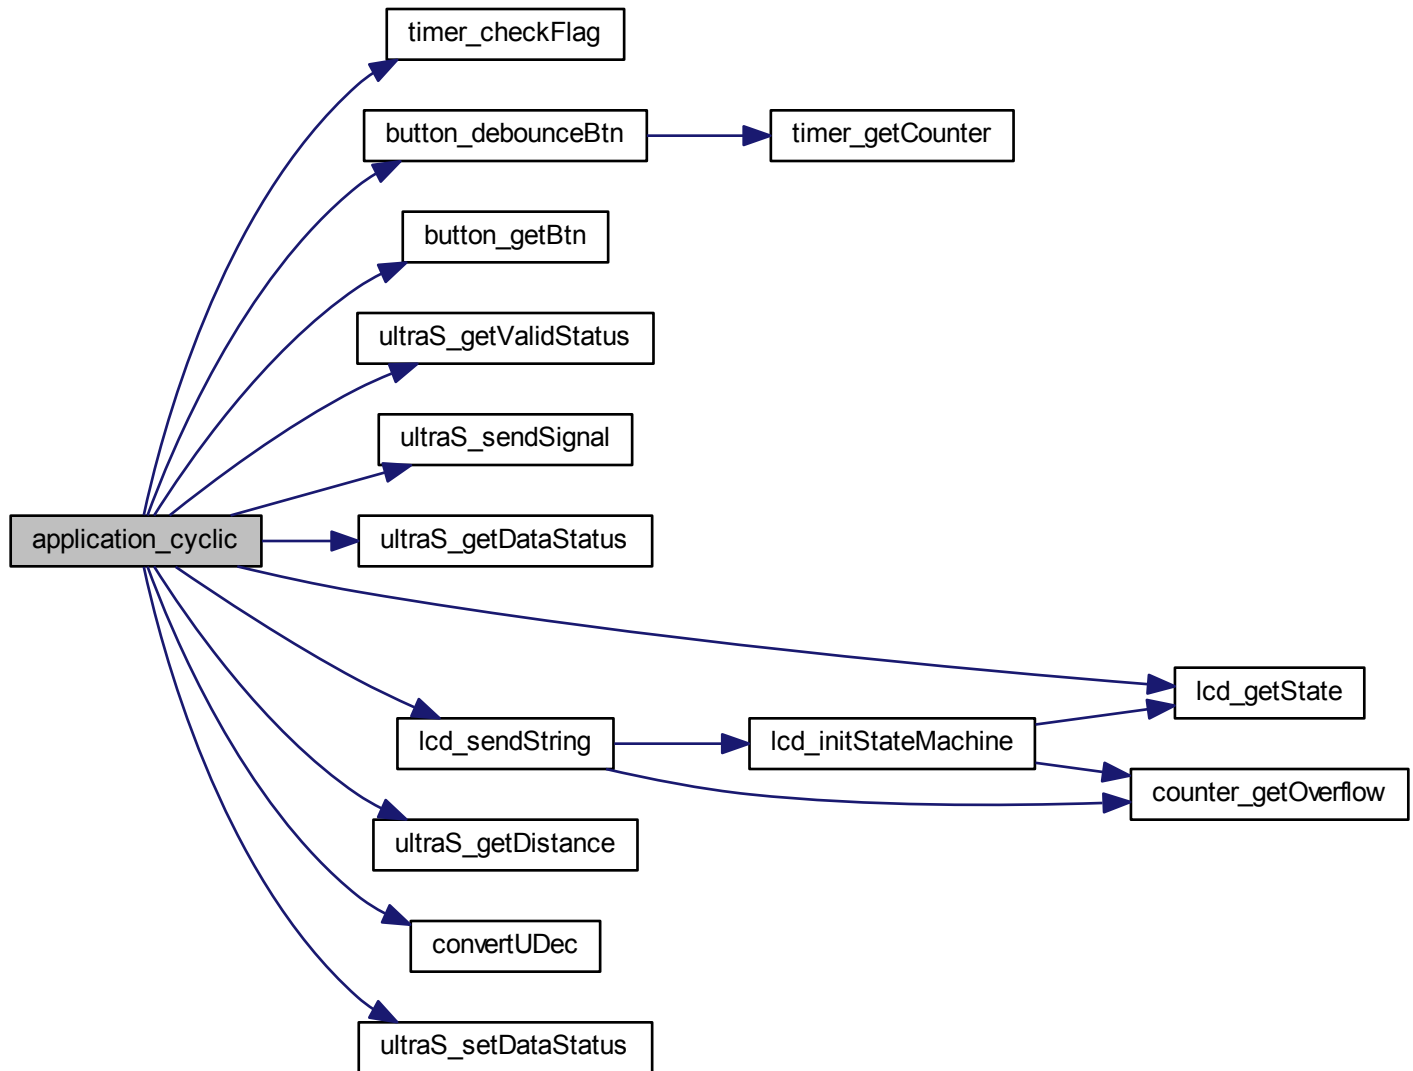 timer_checkFlag
button_debounceBtn
timer_getCounter
button_getBtn
ultraS_getValidStatus
ultraS_sendSignal
application_cyclic
ultraS_getDataStatus
lcd_getState
lcd_sendString
lcd_initStateMachine
counter_getOverflow
ultraS_getDistance
convertUDec
ultraS_setDataStatus